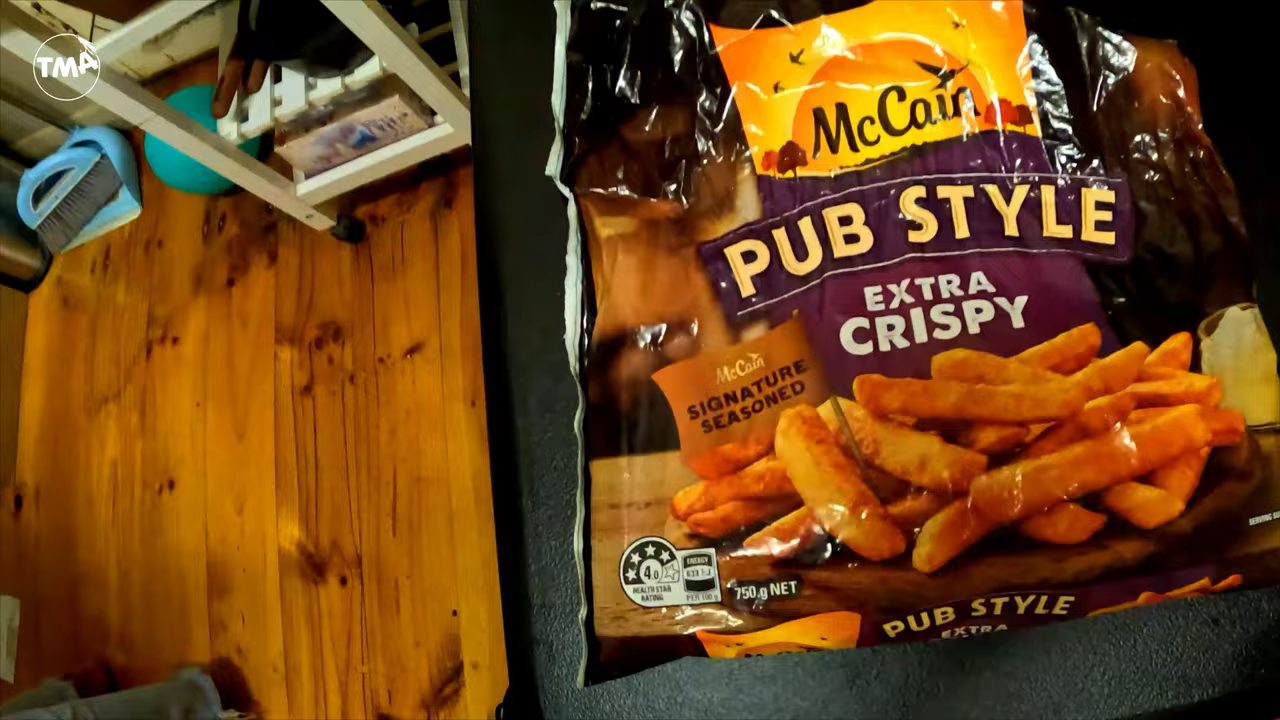 TMA
McCain
PUB STYLE
EXTRA
CRISPY
McCain
SIGNATURE
SEASONED
4.0
HEALTH STAR
RATING
ENERGY
PER 100 g
750 g NET
PUB STYLE
EXTRA